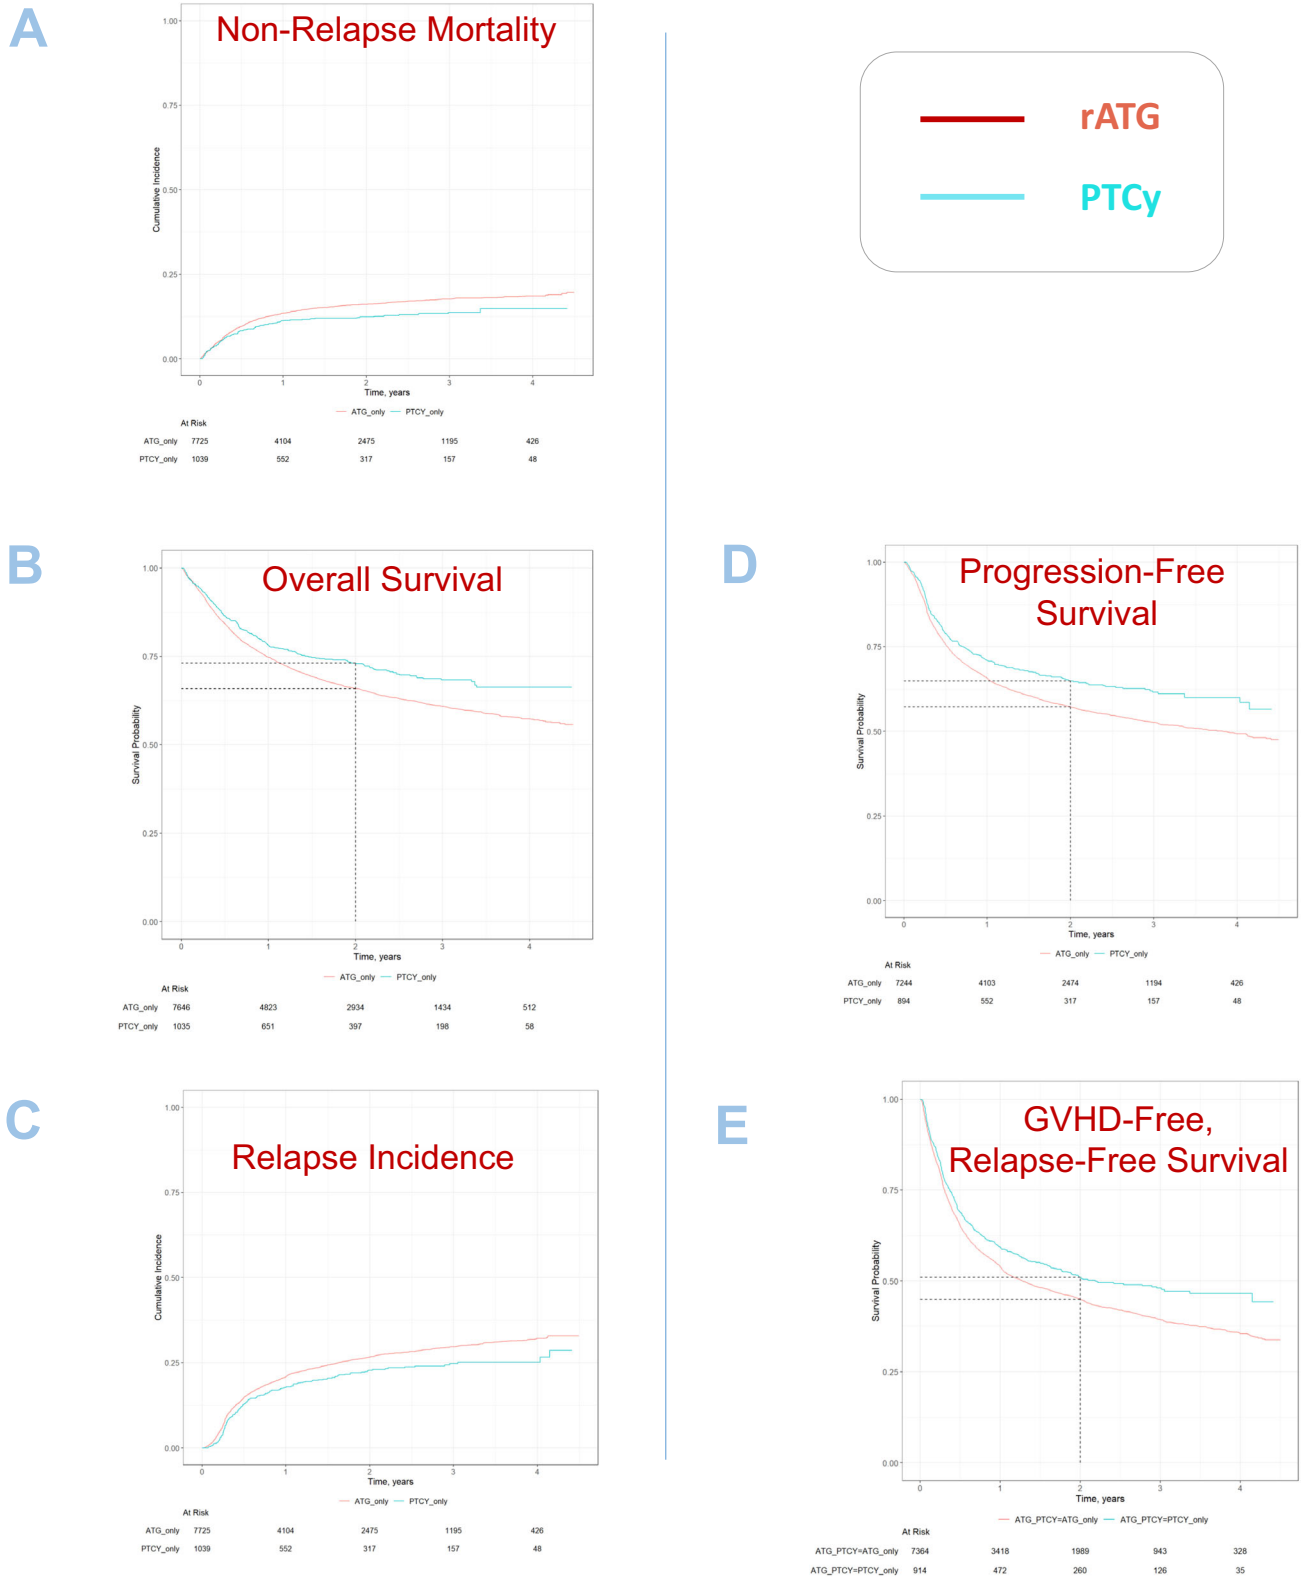 A
Non-Relapse Mortality
1.00
0.75
0.50
0.25
0.00
Cumulative Incidence
0 1 2 3 4
Time, years
ATG_only PTCY_only
At Risk
ATG_only 7725 4104 2475 1195 426
PTCY_only 1039 552 317 157 48
rATG
PTCy
B
Overall Survival
1.00
0.75
0.50
0.25
0.00
Survival Probability
0 1 2 3 4
Time, years
ATG_only PTCY_only
At Risk
ATG_only 7646 4823 2934 1434 512
PTCY_only 1035 651 397 198 58
C
Relapse Incidence
1.00
0.75
0.50
0.25
0.00
Cumulative Incidence
0 1 2 3 4
Time, years
ATG_only PTCY_only
At Risk
ATG_only 7725 4104 2475 1195 426
PTCY_only 1039 552 317 157 48
D
Progression-Free
Survival
1.00
0.75
0.50
0.25
0.00
Survival Probability
0 1 2 3 4
Time, years
ATG_only PTCY_only
At Risk
ATG_only 7244 4103 2474 1194 426
PTCY_only 894 552 317 157 48
E
GVHD-Free,
Relapse-Free Survival
1.00
0.75
0.50
0.25
0.00
Survival Probability
0 1 2 3 4
Time, years
ATG_PTCY=ATG_only ATG_PTCY=PTCY_only
At Risk
ATG_PTCY=ATG_only 7364 3418 1989 943 328
ATG_PTCY=PTCY_only 914 472 260 126 35